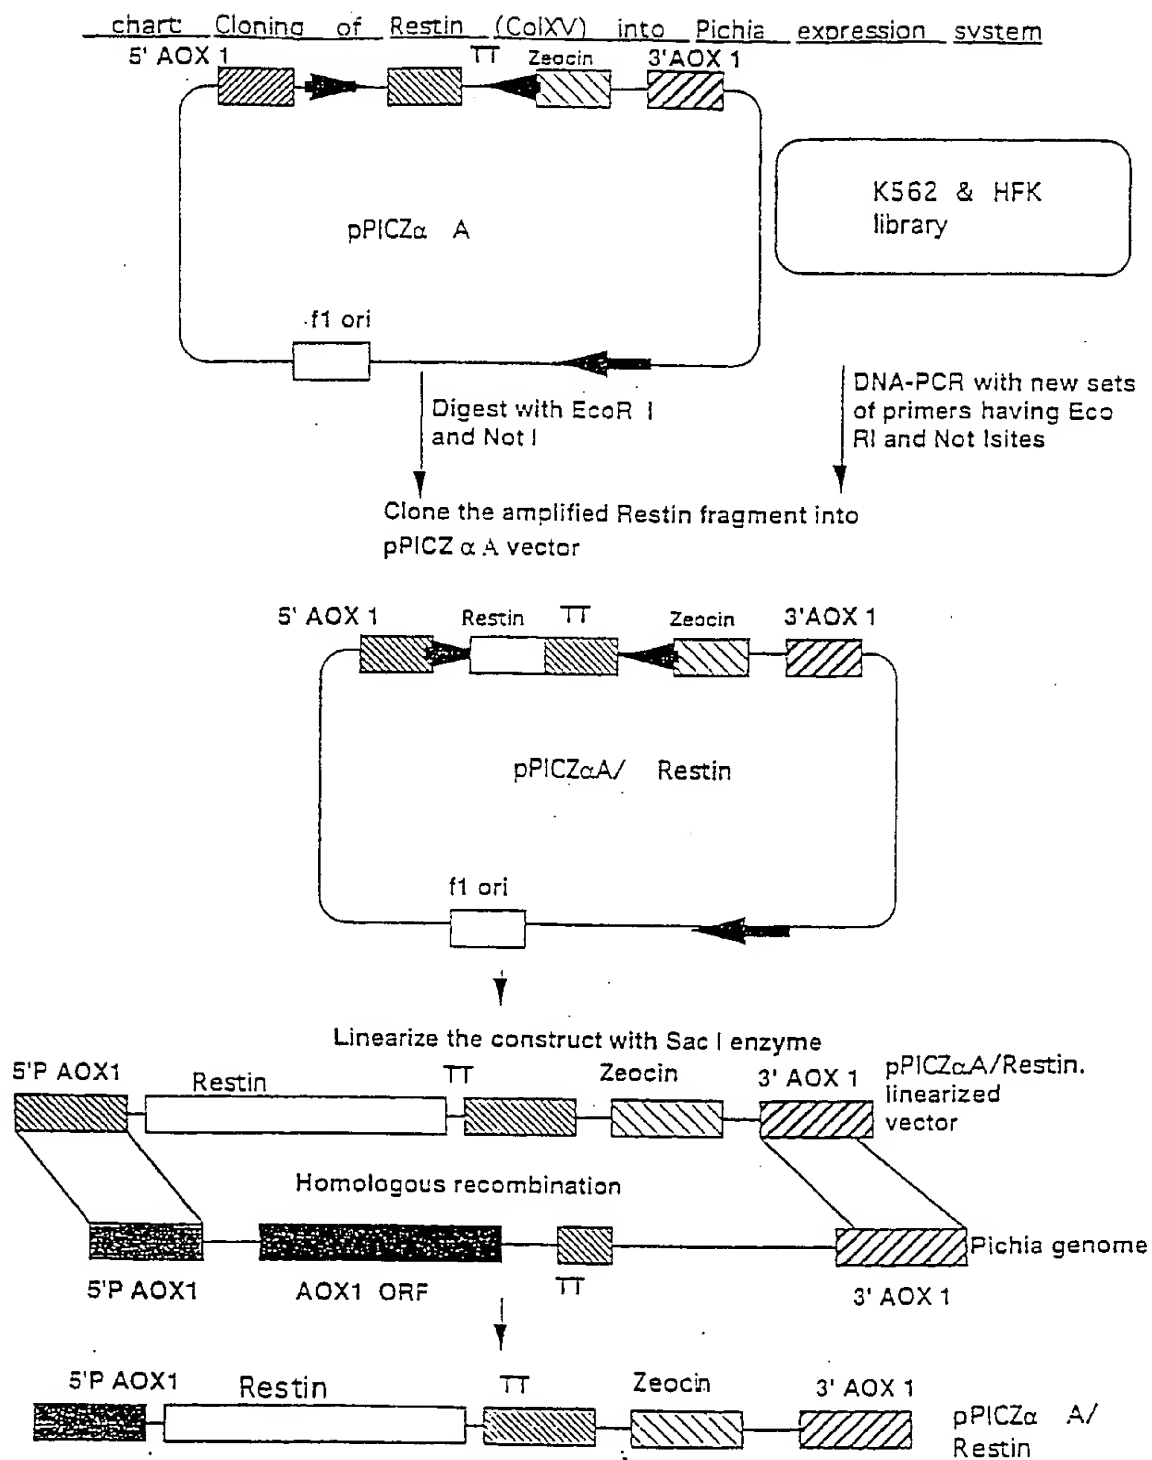 chart: Cloning of Restin (ColXV) into Pichia expression system
5' AOX 1 TT Zeocin 3'AOX 1
pPICZα A
K562 & HFK
library
f1 ori
Digest with EcoR I
and Not I
DNA-PCR with new sets
of primers having Eco
RI and Not Isites
Clone the amplified Restin fragment into
pPICZ α A vector
5' AOX 1 Restin TT Zeocin 3'AOX 1
pPICZαA/ Restin
f1 ori
Linearize the construct with Sac I enzyme
5'P AOX1 Restin TT Zeocin 3' AOX 1
pPICZαA/Restin.
linearized
vector
Homologous recombination
Pichia genome
5'P AOX1 AOX1 ORF TT 3' AOX 1
5'P AOX1 Restin TT Zeocin 3' AOX 1
pPICZα A/
Restin